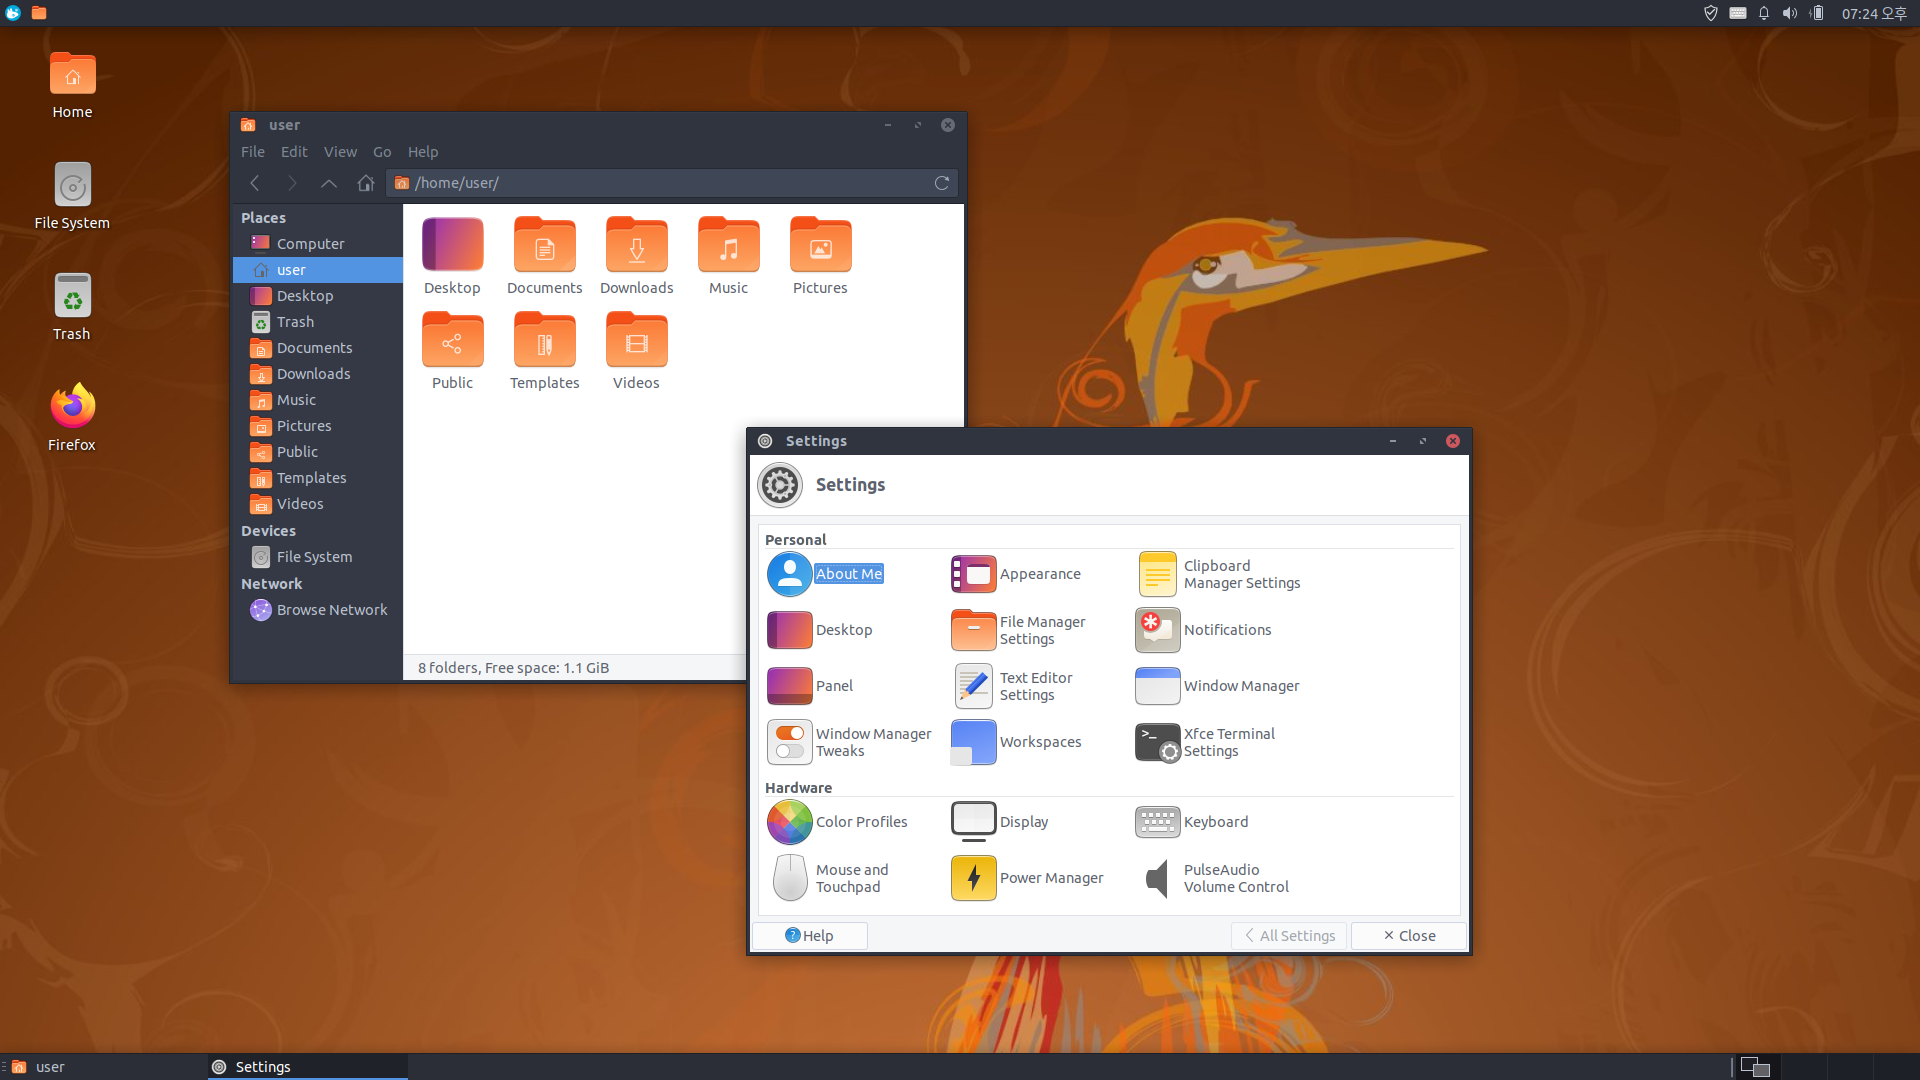 07:24 오후
Home
File System
Trash
Firefox
user
File Edit View Go Help
/home/user/
Places
Computer
user
Desktop
Trash
Documents
Downloads
Music
Pictures
Public
Templates
Videos
Devices
File System
Network
Browse Network
Desktop Documents Downloads Music Pictures
Public Templates Videos
8 folders, Free space: 1.1 GiB
Settings
Settings
Personal
About Me
Appearance
Clipboard
Manager Settings
Desktop
File Manager
Settings
Notifications
Panel
Text Editor
Settings
Window Manager
Window Manager
Tweaks
Workspaces
Xfce Terminal
Settings
Hardware
Color Profiles
Display
Keyboard
Mouse and
Touchpad
Power Manager
PulseAudio
Volume Control
Help
All Settings
Close
user
Settings